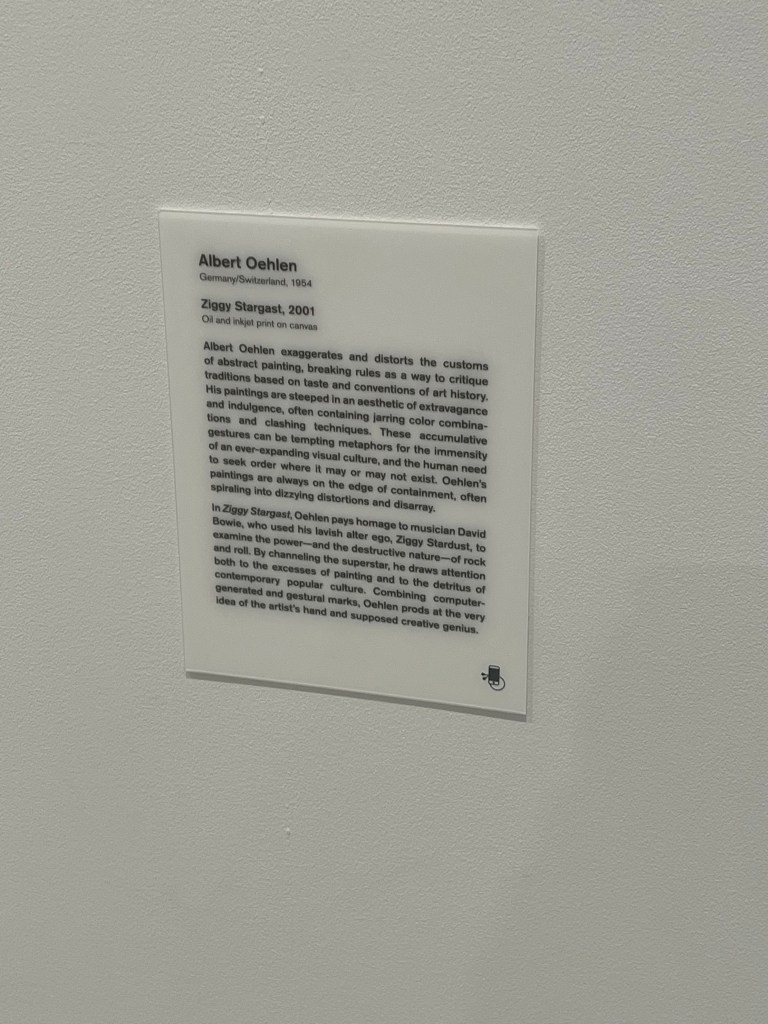 Albert Oehlen
Germany/Switzerland, 1954
Ziggy Stargast, 2001
Oil and inkjet print on canvas
Albert Oehlen exaggerates and distorts the customs
of abstract painting, breaking rules as a way to critique
traditions based on taste and conventions of art history.
His paintings are steeped in an aesthetic of extravagance
and indulgence, often containing jarring color combina-
tions and clashing techniques. These accumulative
gestures can be tempting metaphors for the immensity
of an ever-expanding visual culture, and the human need
to seek order where it may or may not exist. Oehlen's
paintings are always on the edge of containment, often
spiraling into dizzying distortions and disarray.
In Ziggy Stargast, Oehlen pays homage to musician David
Bowie, who used his lavish alter ego, Ziggy Stardust, to
examine the power—and the destructive nature—of rock
and roll. By channeling the superstar, he draws attention
both to the excesses of painting and to the detritus of
contemporary popular culture. Combining computer-
generated and gestural marks, Oehlen prods at the very
idea of the artist's hand and supposed creative genius.